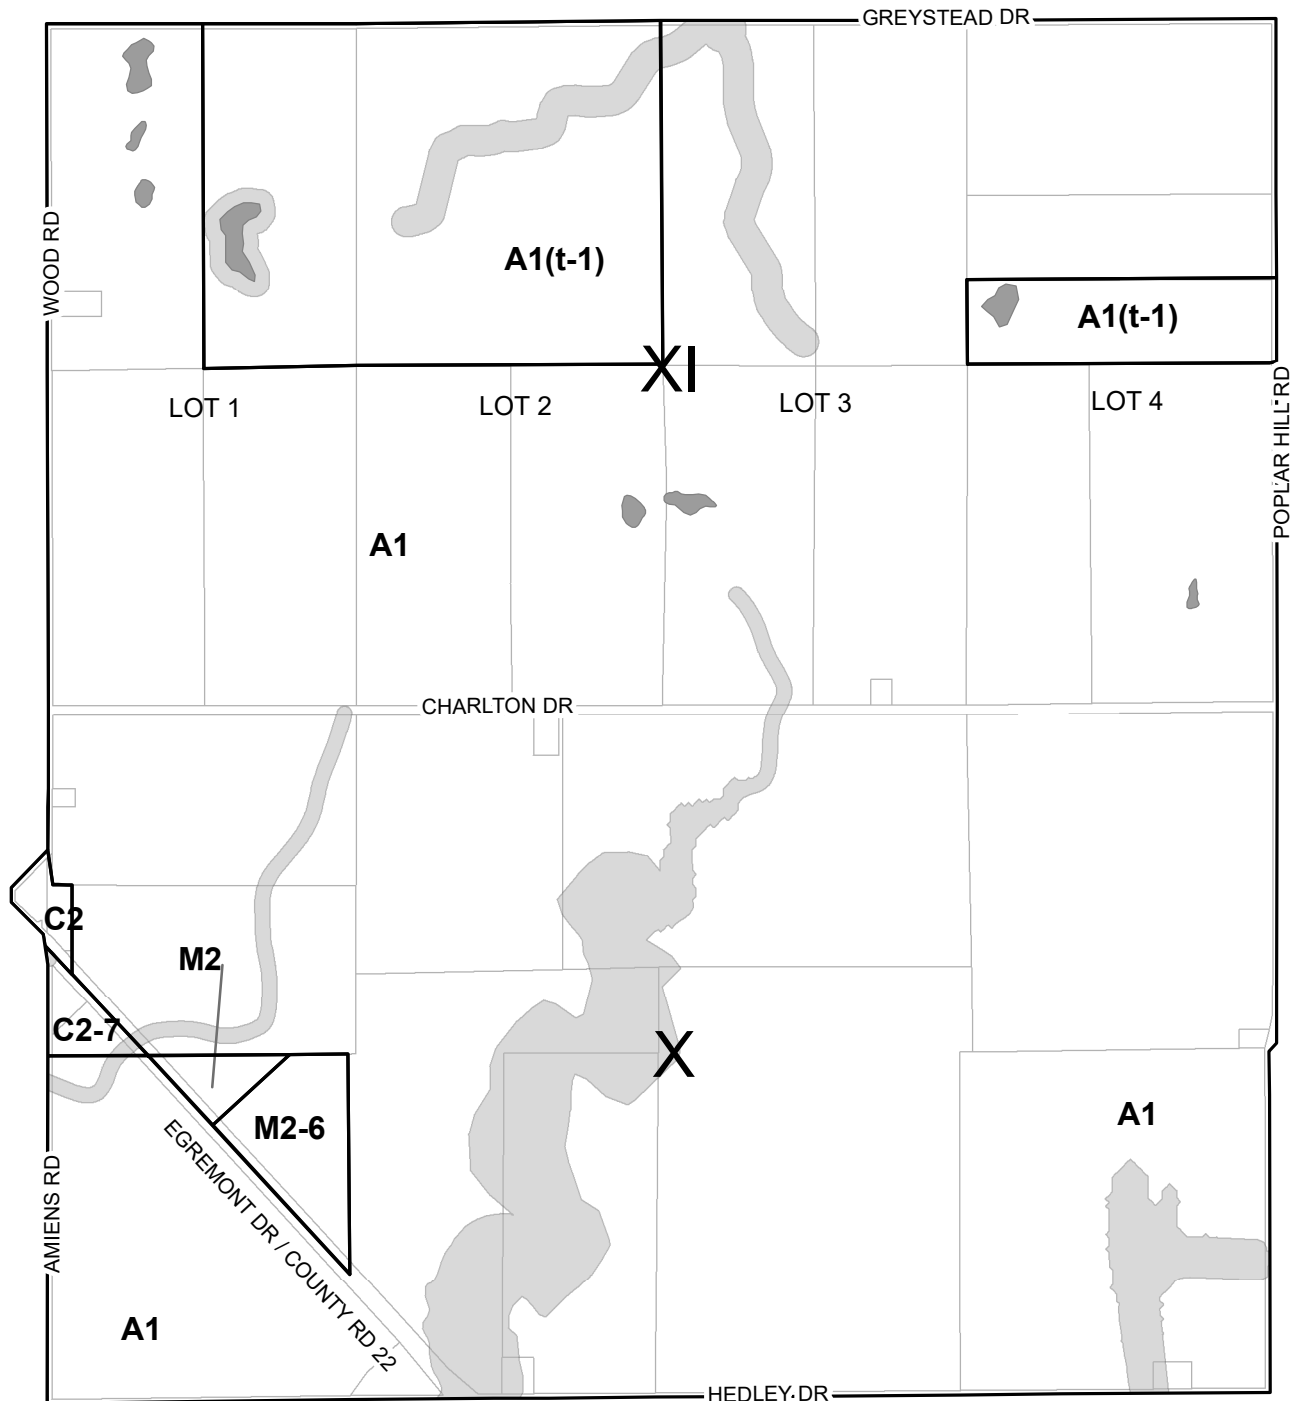 GREYSTEAD DR
WOOD RD
A1(t-1)
A1(t-1)
XI
POPLAR HILL RD
LOT 1
LOT 2
LOT 3
LOT 4
A1
CHARLTON DR
C2
M2
C2-7
X
M2-6
A1
EGREMONT DR / COUNTY RD 22
AMIENS RD
A1
HEDLEY DR